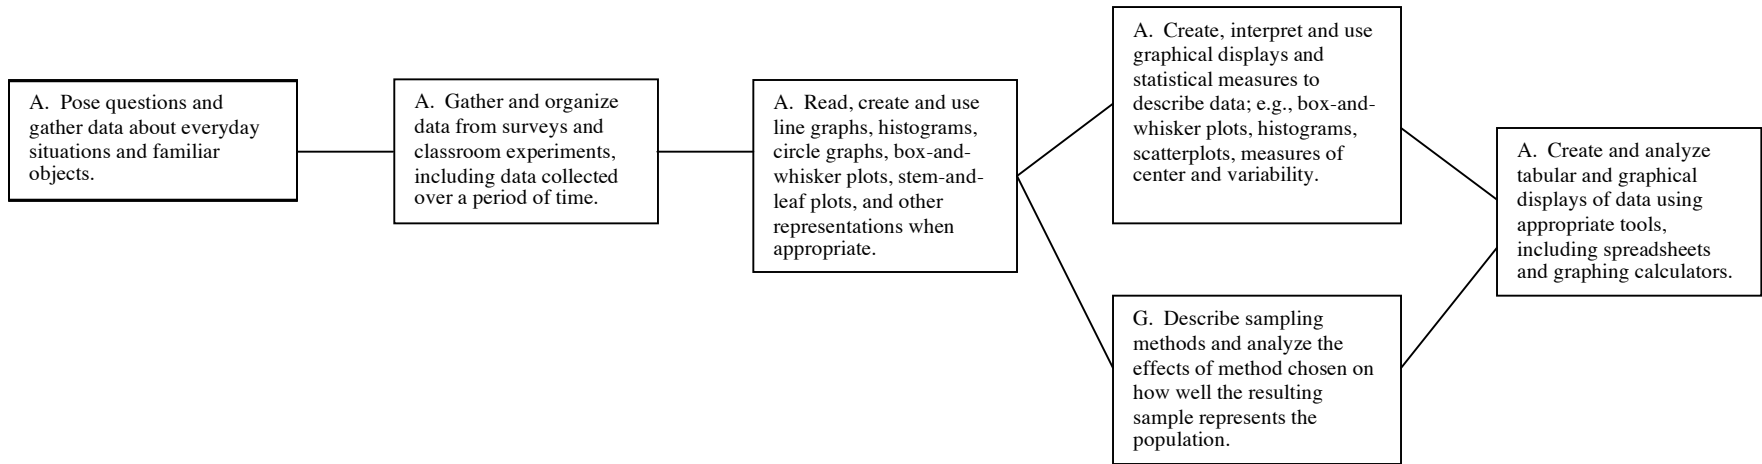 A.  Pose questions and
gather data about everyday
situations and familiar
objects.
A.  Gather and organize
data from surveys and
classroom experiments,
including data collected
over a period of time.
A.  Read, create and use
line graphs, histograms,
circle graphs, box-and-
whisker plots, stem-and-
leaf plots, and other
representations when
appropriate.
A.  Create, interpret and use
graphical displays and
statistical measures to
describe data; e.g., box-and-
whisker plots, histograms,
scatterplots, measures of
center and variability.
G.  Describe sampling
methods and analyze the
effects of method chosen on
how well the resulting
sample represents the
population.
A.  Create and analyze
tabular and graphical
displays of data using
appropriate tools,
including spreadsheets
and graphing calculators.